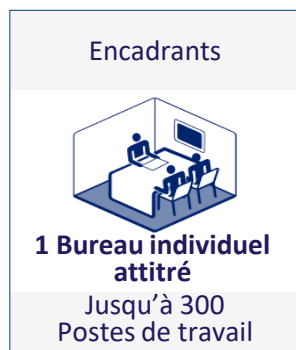 Encadrants
1 Bureau individuel
attitré
Jusqu’à 300
Postes de travail